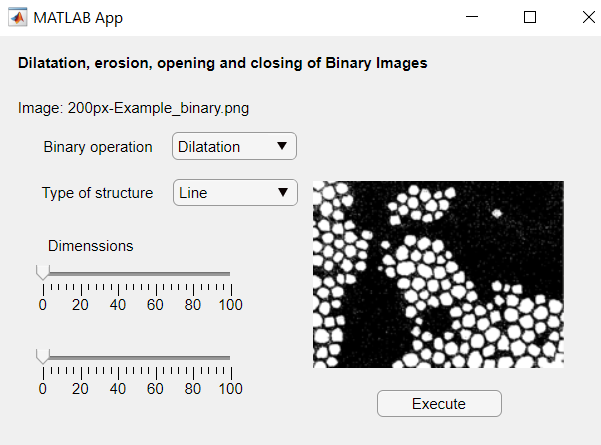 MATLAB App
Dilatation, erosion, opening and closing of Binary Images
Image: 200px-Example_binary.png
Binary operation Dilatation
Type of structure Line
Dimenssions
0 20 40 60 80 100
0 20 40 60 80 100
Execute